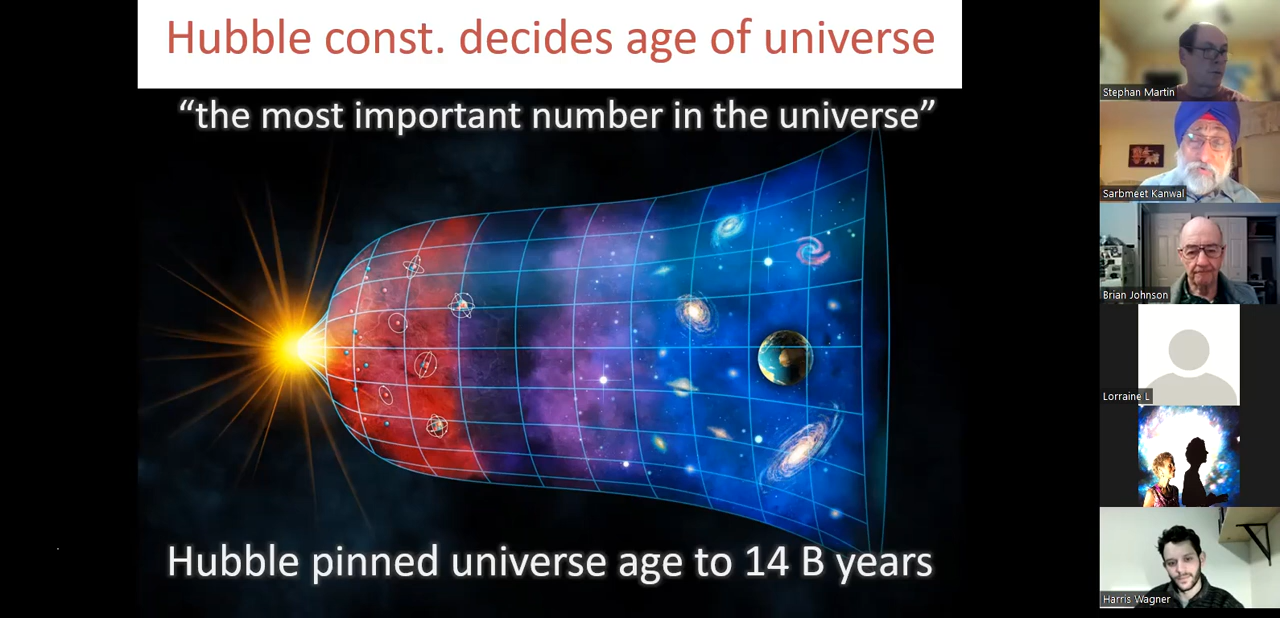 Hubble const. decides age of universe
“the most important number in the universe”
Hubble pinned universe age to 14 B years
Stephan Martin
Sarbmeet Kanwal
Brian Johnson
Lorraine L
Harris Wagner